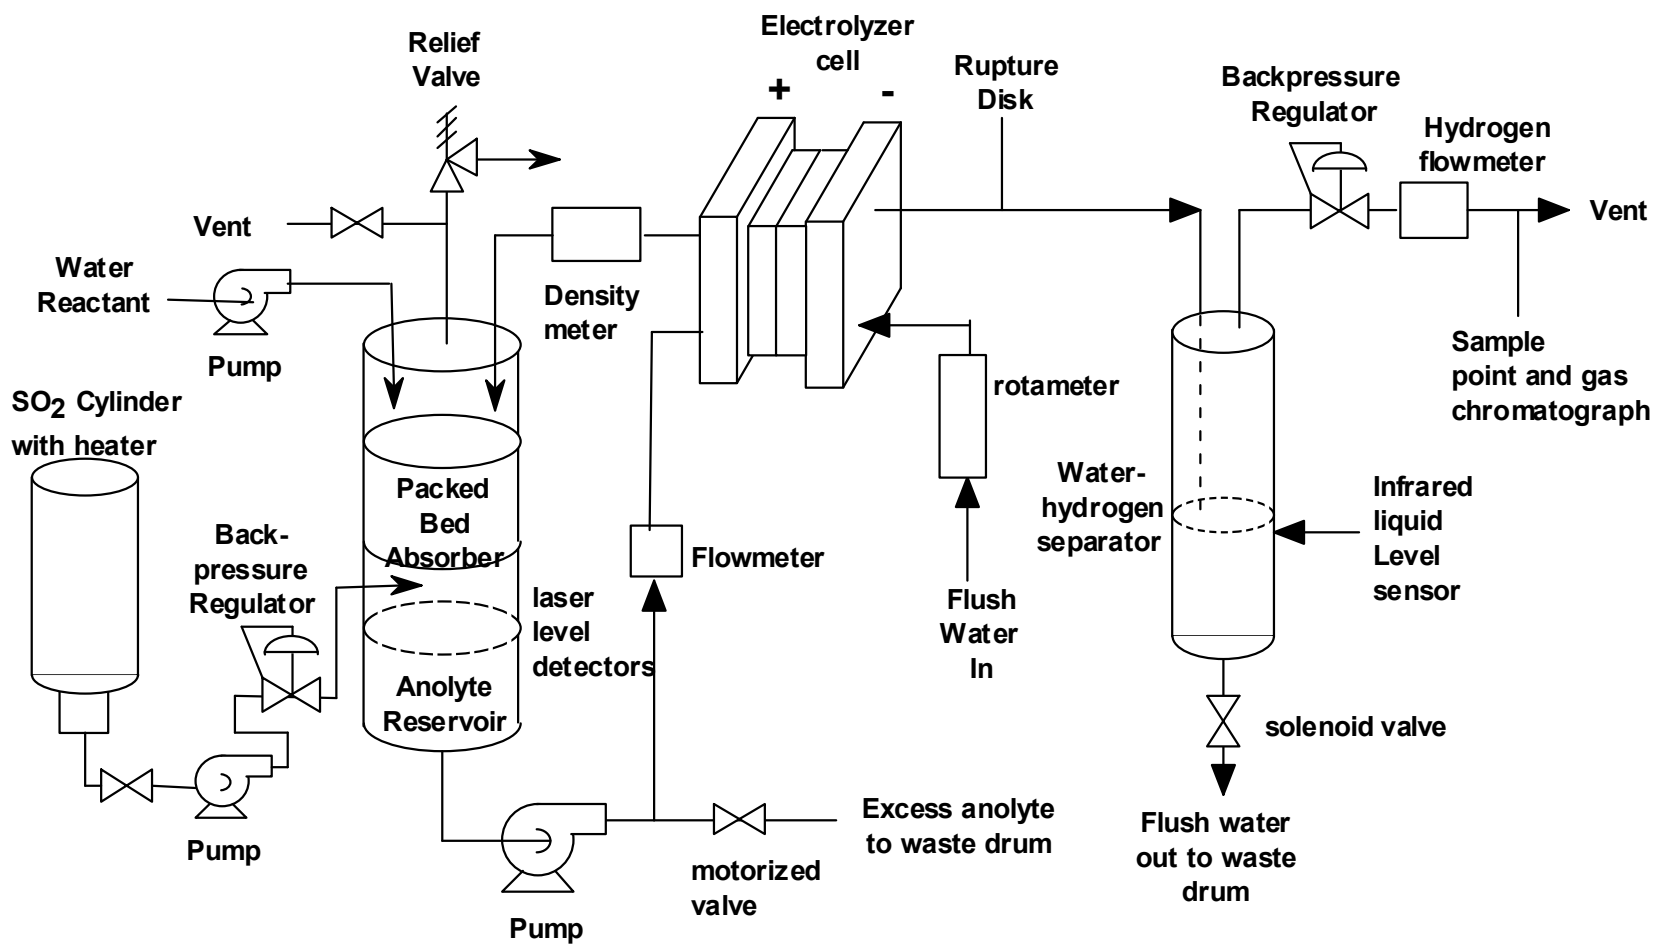 Electrolyzer
cell
+
-
Relief
Valve
Rupture
Disk
Backpressure
Regulator
Hydrogen
flowmeter
Vent
Vent
Water
Reactant
Pump
Density
meter
SO2 Cylinder
with heater
rotameter
Sample
point and gas
chromatograph
Packed
Bed
Absorber
Back-
pressure
Regulator
Flowmeter
Water-
hydrogen
separator
Infrared
liquid
Level
sensor
laser
level
detectors
Flush
Water
In
Anolyte
Reservoir
solenoid valve
Pump
Excess anolyte
to waste drum
motorized
valve
Flush water
out to waste
drum
Pump